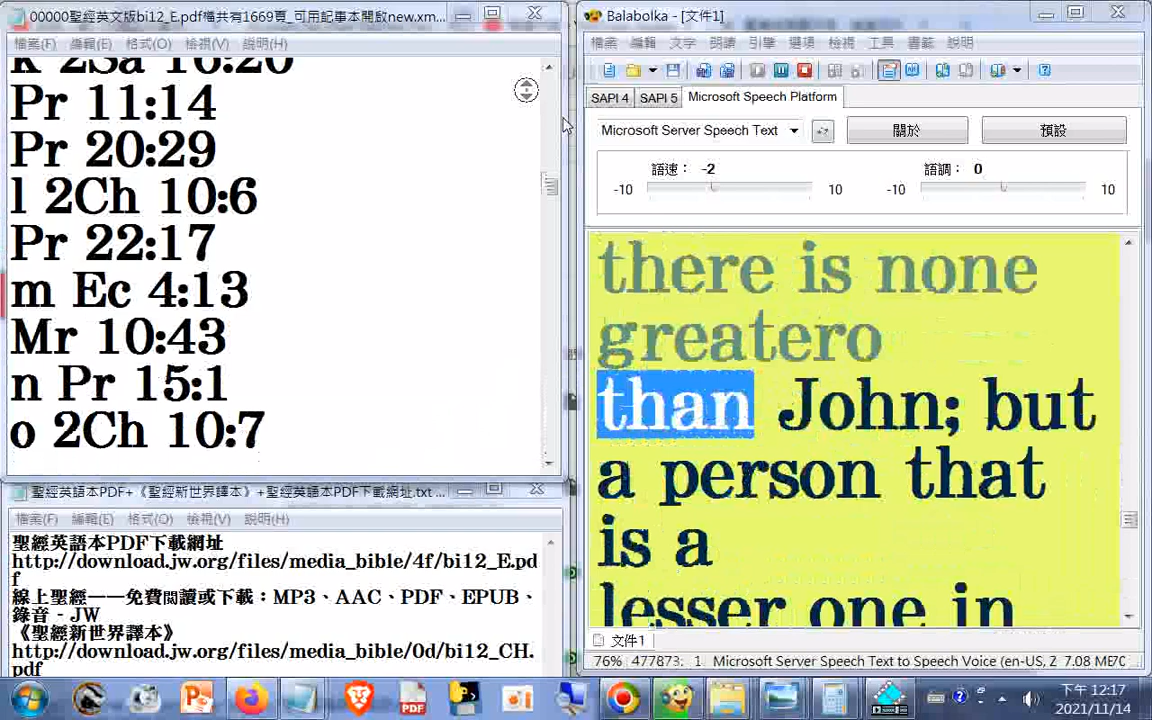 00000聖經英文版bi12_E.pdf檔共有1669頁_可用記事本開啟new.xm...
檔案(F) 編輯(E) 格式(O) 檢視(V) 說明(H)
k 2Sa 16:20
Pr 11:14
Pr 20:29
l 2Ch 10:6
Pr 22:17
m Ec 4:13
Mr 10:43
n Pr 15:1
o 2Ch 10:7
聖經英語本PDF+《聖經新世界譯本》+聖經英語本PDF下載網址.txt ...
檔案(F) 編輯(E) 格式(O) 檢視(V) 說明(H)
聖經英語本PDF下載網址
http://download.jw.org/files/media_bible/4f/bi12_E.pd
f
線上聖經——免費閱讀或下載：MP3、AAC、PDF、EPUB、
錄音 - JW
《聖經新世界譯本》
http://download.jw.org/files/media_bible/0d/bi12_CH.
pdf
Balabolka - [文件1]
檔案 編輯 文字 朗讀 引擎 選項 檢視 工具 書籤 說明
SAPI 4 SAPI 5 Microsoft Speech Platform
Microsoft Server Speech Text 關於 預設
語速： -2 語調： 0
-10 10 -10 10
there is none
greatero
than John; but
a person that
is a
lesser one in
文件1
76% 477873: 1 Microsoft Server Speech Text to Speech Voice (en-US, 2 7.08 МБ
下午 12:17
2021/11/14